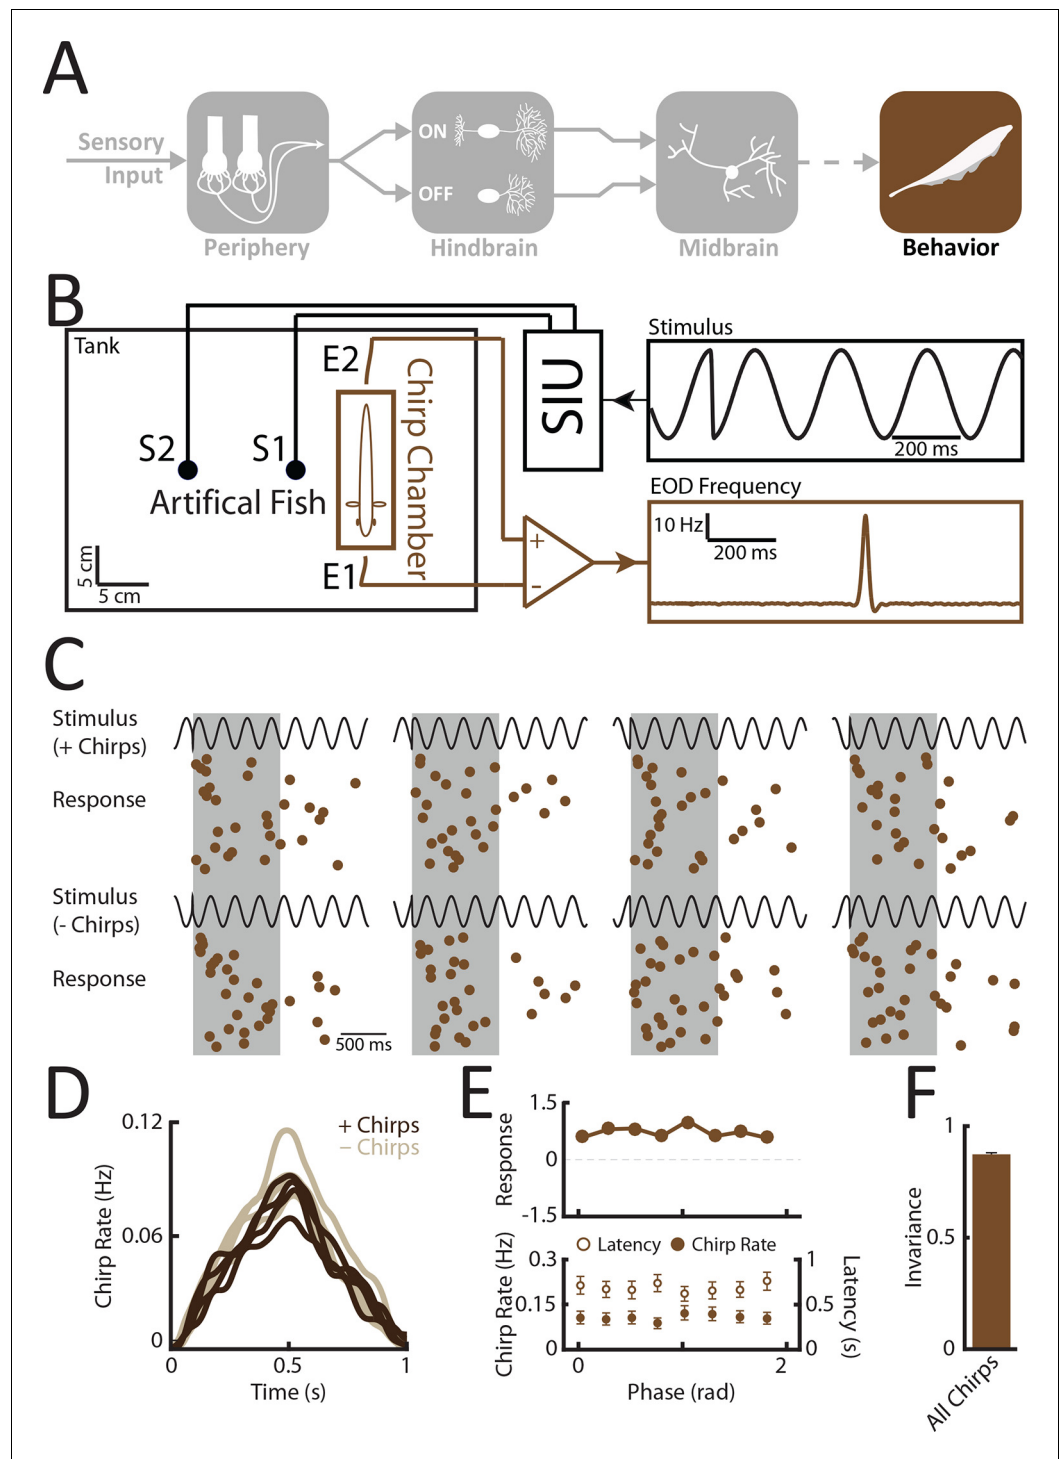 A
Sensory
Input
ON
OFF
Periphery
Hindbrain
Midbrain
Behavior
B
Tank
E2
Chirp Chamber
S2
S1
Artifical Fish
E1
5 cm
5 cm
SIU
Stimulus
200 ms
EOD Frequency
10 Hz
200 ms
+
-
C
Stimulus
(+ Chirps)
Response
Stimulus
(- Chirps)
Response
500 ms
D
0.12
0.06
0
Chirp Rate (Hz)
+ Chirps
– Chirps
0
0.5
1
Time (s)
E
1.5
0
-1.5
Response
Latency
Chirp Rate
0.3
0.15
0
Chirp Rate (Hz)
1
0.5
0
Latency (s)
0
2
Phase (rad)
F
1
0.5
0
Invariance
All Chirps